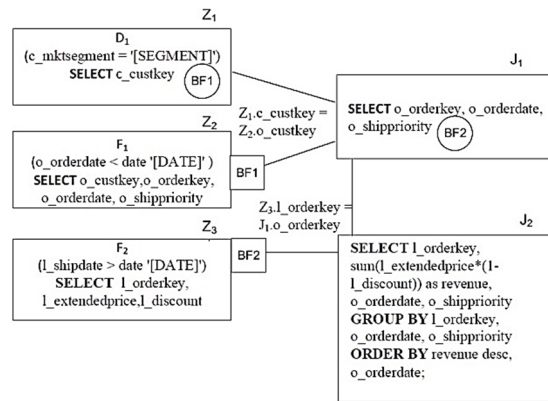 Z1
D1
(c_mktsegment = '[SEGMENT]')
SELECT c_custkey
BF1
Z2
F1
(o_orderdate < date '[DATE]' )
SELECT o_custkey,o_orderkey,
o_orderdate, o_shippriority
BF1
Z3
F2
(l_shipdate > date '[DATE]')
SELECT l_orderkey,
l_extendedprice,l_discount
BF2
Z1.c_custkey =
Z2.o_custkey
J1
SELECT o_orderkey, o_orderdate,
o_shippriority
BF2
Z3.l_orderkey =
J1.o_orderkey
J2
SELECT l_orderkey,
sum(l_extendedprice*(1-
l_discount)) as revenue,
o_orderdate, o_shippriority
GROUP BY l_orderkey,
o_orderdate, o_shippriority
ORDER BY revenue desc,
o_orderdate;